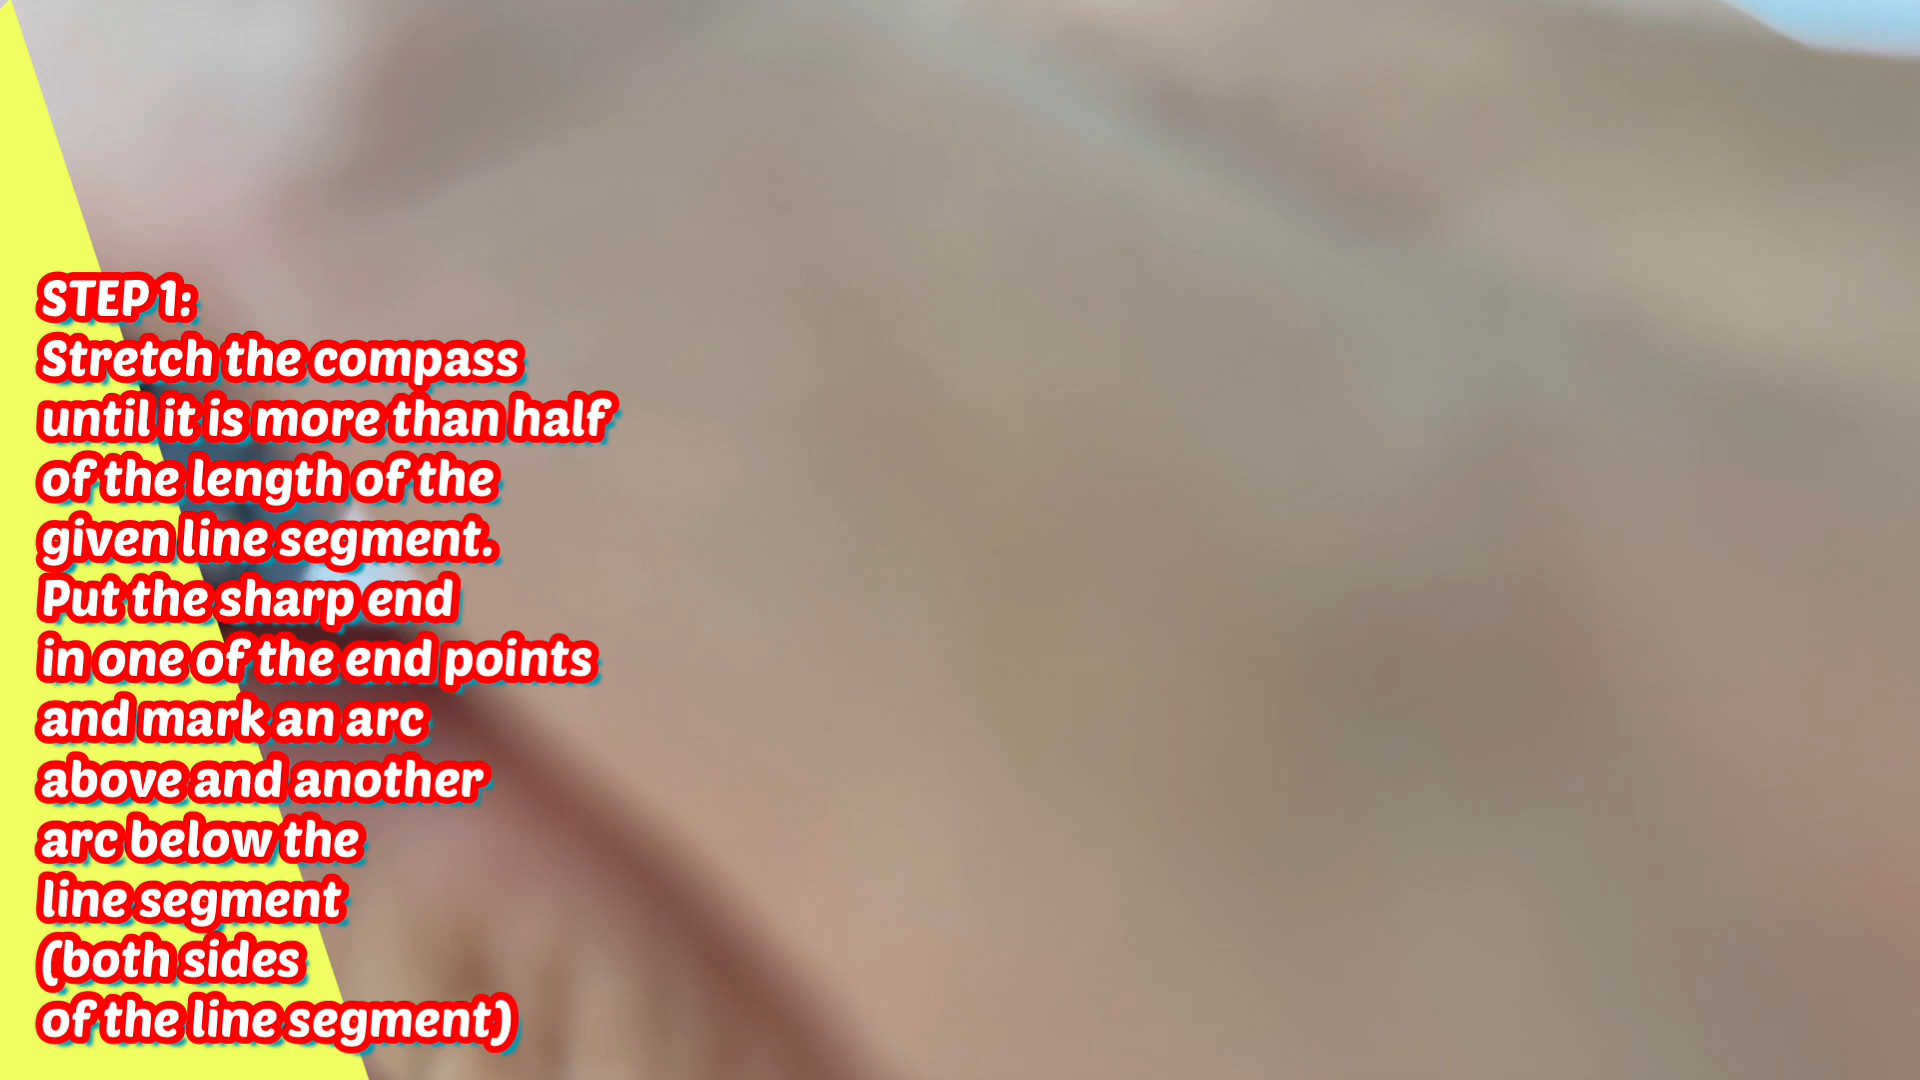 STEP 1:
Stretch the compass
until it is more than half
of the length of the
given line segment.
Put the sharp end
in one of the end points
and mark an arc
above and another
arc below the
line segment
(both sides
of the line segment)